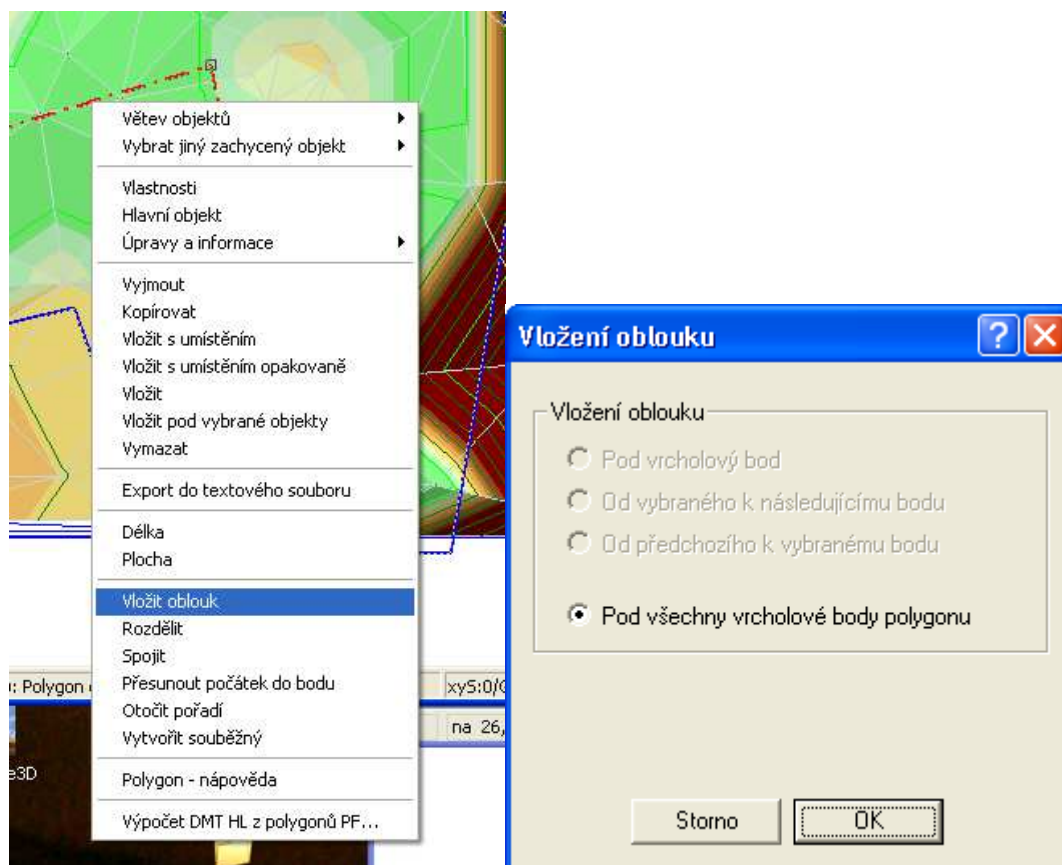 Větev objektů
Vybrat jiný zachycený objekt
Vlastnosti
Hlavní objekt
Úpravy a informace
Vyjmout
Kopírovat
Vložit s umístěním
Vložit s umístěním opakovaně
Vložit
Vložit pod vybrané objekty
Vymazat
Export do textového souboru
Délka
Plocha
Vložit oblouk
Rozdělit
Spojit
Přesunout počátek do bodu
Otočit pořadí
Vytvořit souběžný
Polygon - nápověda
Výpočet DMT HL z polygonů PF...
: Polygon
xy5:0/
na 26,
e3D
Vložení oblouku
Vložení oblouku
Pod vrcholový bod
Od vybraného k následujícímu bodu
Od předchozího k vybranému bodu
Pod všechny vrcholové body polygonu
Storno OK